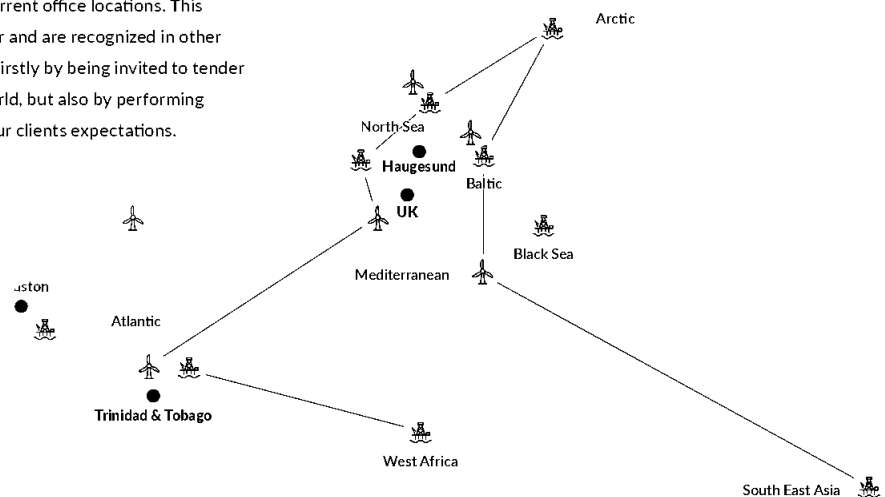 rrent office locations. This
r and are recognized in other
irstly by being invited to tender
rld, but also by performing
ur clients expectations.
Arctic
North Sea
Haugesund
Baltic
UK
Black Sea
Mediterranean
uston
Atlantic
Trinidad & Tobago
West Africa
South East Asia